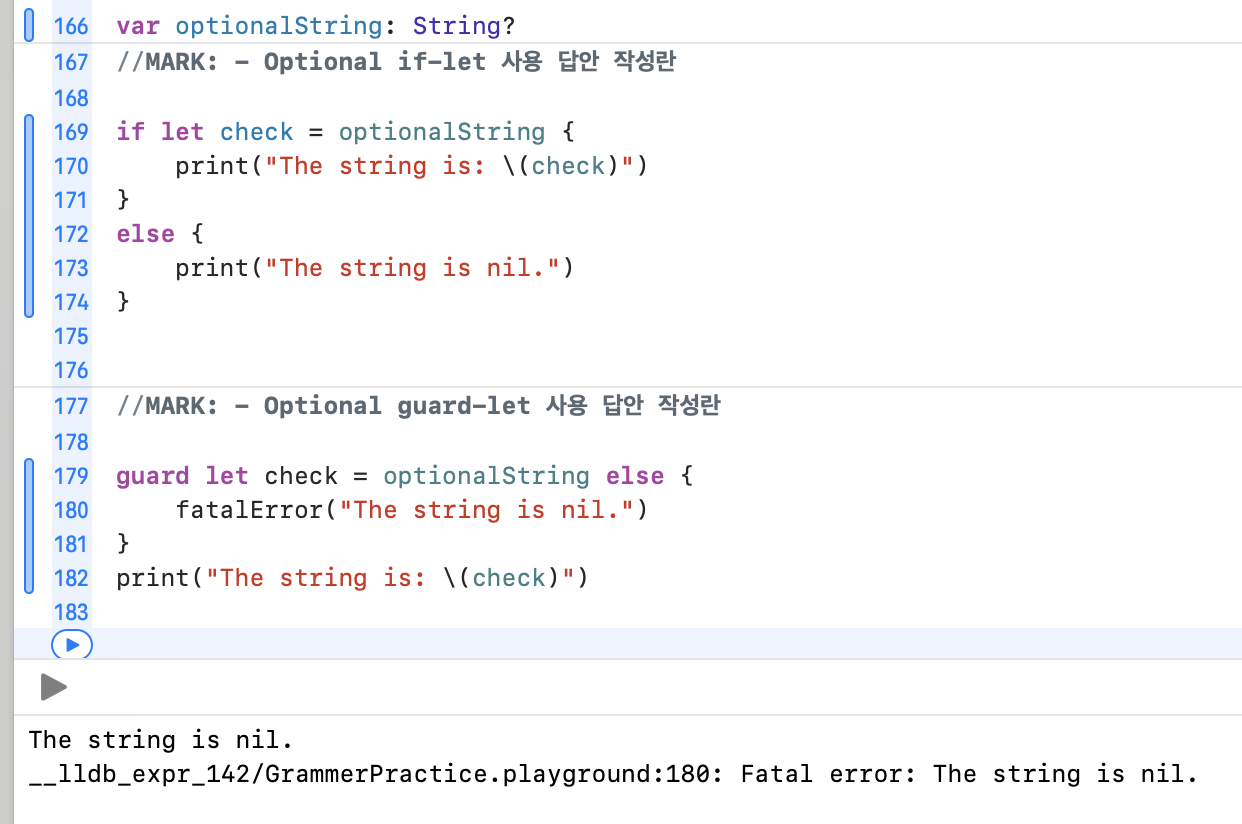 166 var optionalString: String?
167 //MARK: - Optional if-let 사용 답안 작성란
168
169 if let check = optionalString {
170     print("The string is: \(check)")
171 }
172 else {
173     print("The string is nil.")
174 }
175
176
177 //MARK: - Optional guard-let 사용 답안 작성란
178
179 guard let check = optionalString else {
180     fatalError("The string is nil.")
181 }
182 print("The string is: \(check)")
183
The string is nil.
__lldb_expr_142/GrammerPractice.playground:180: Fatal error: The string is nil.